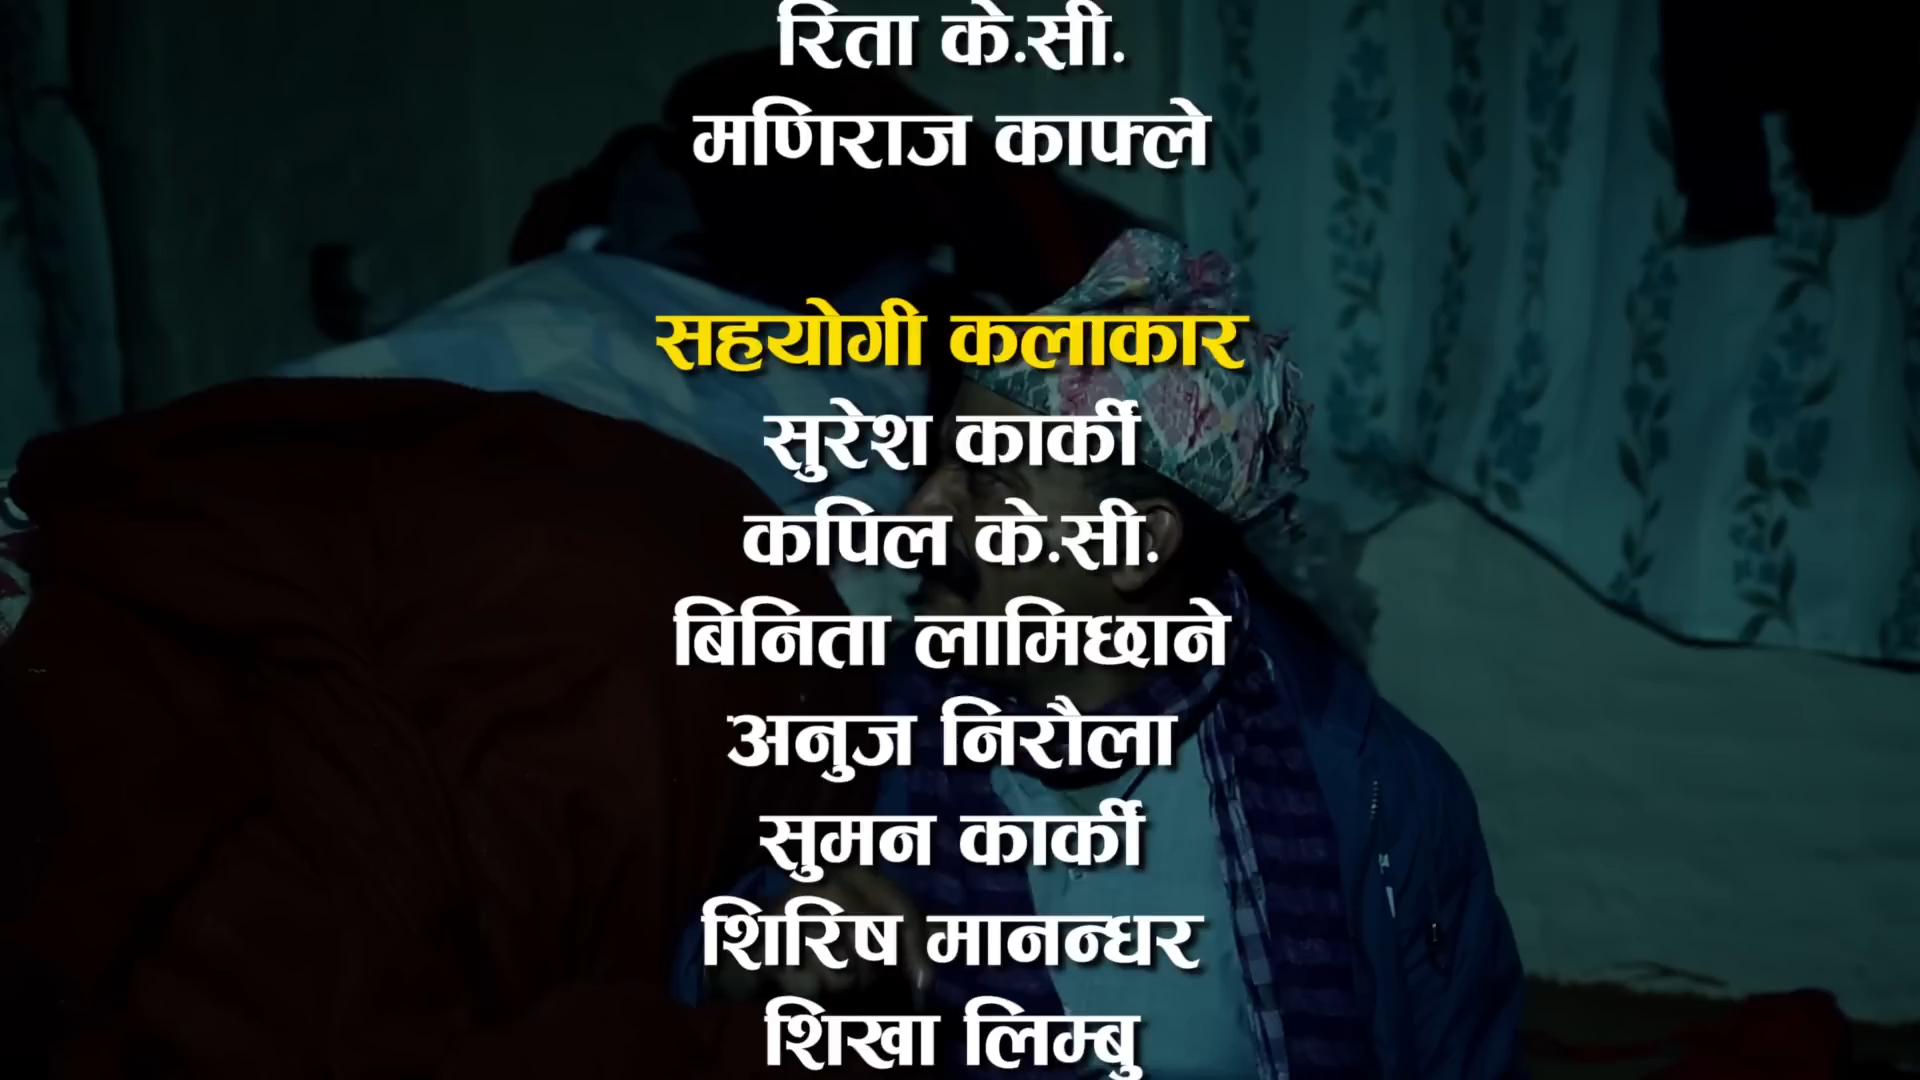 रिता के.सी.
मणिराज काफ्ले
सहयोगी कलाकार
सुरेश कार्की
कपिल के.सी.
बिनिता लामिछाने
अनुज निरौला
सुमन कार्की
शिरिष मानन्धर
शिखा लिम्बु